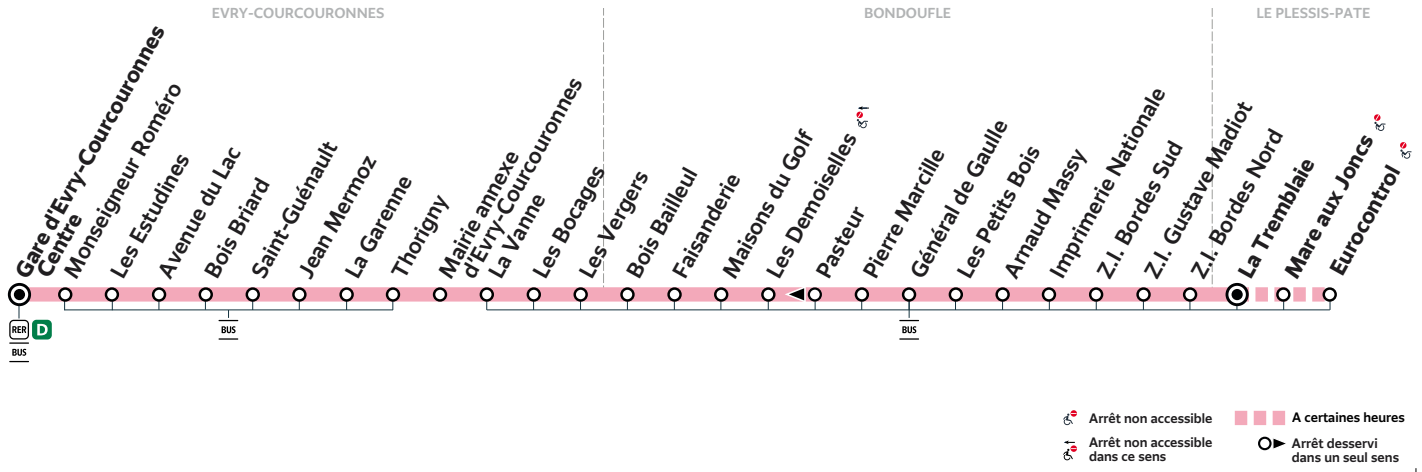 EVRY-COURCOURONNES
BONDOUFLE
LE PLESSIS-PATE
Gare d'Evry-Courcouronnes
Centre
Monseigneur Roméro
Les Estudines
Avenue du Lac
Bois Briard
Saint-Guénault
Jean Mermoz
La Garenne
Thorigny
Mairie annexe
d'Evry-Courcouronnes
La Vanne
Les Bocages
Les Vergers
Bois Bailleul
Faisanderie
Maisons du Golf
Les Demoiselles
Pasteur
Pierre Marcille
Général de Gaulle
Les Petits Bois
Arnaud Massy
Imprimerie Nationale
Z.I. Bordes Sud
Z.I. Gustave Madiot
Z.I. Bordes Nord
La Tremblaie
Mare aux Joncs
Eurocontrol
RER D
BUS
BUS
BUS
Arrêt non accessible
A certaines heures
Arrêt non accessible
dans ce sens
Arrêt desservi
dans un seul sens